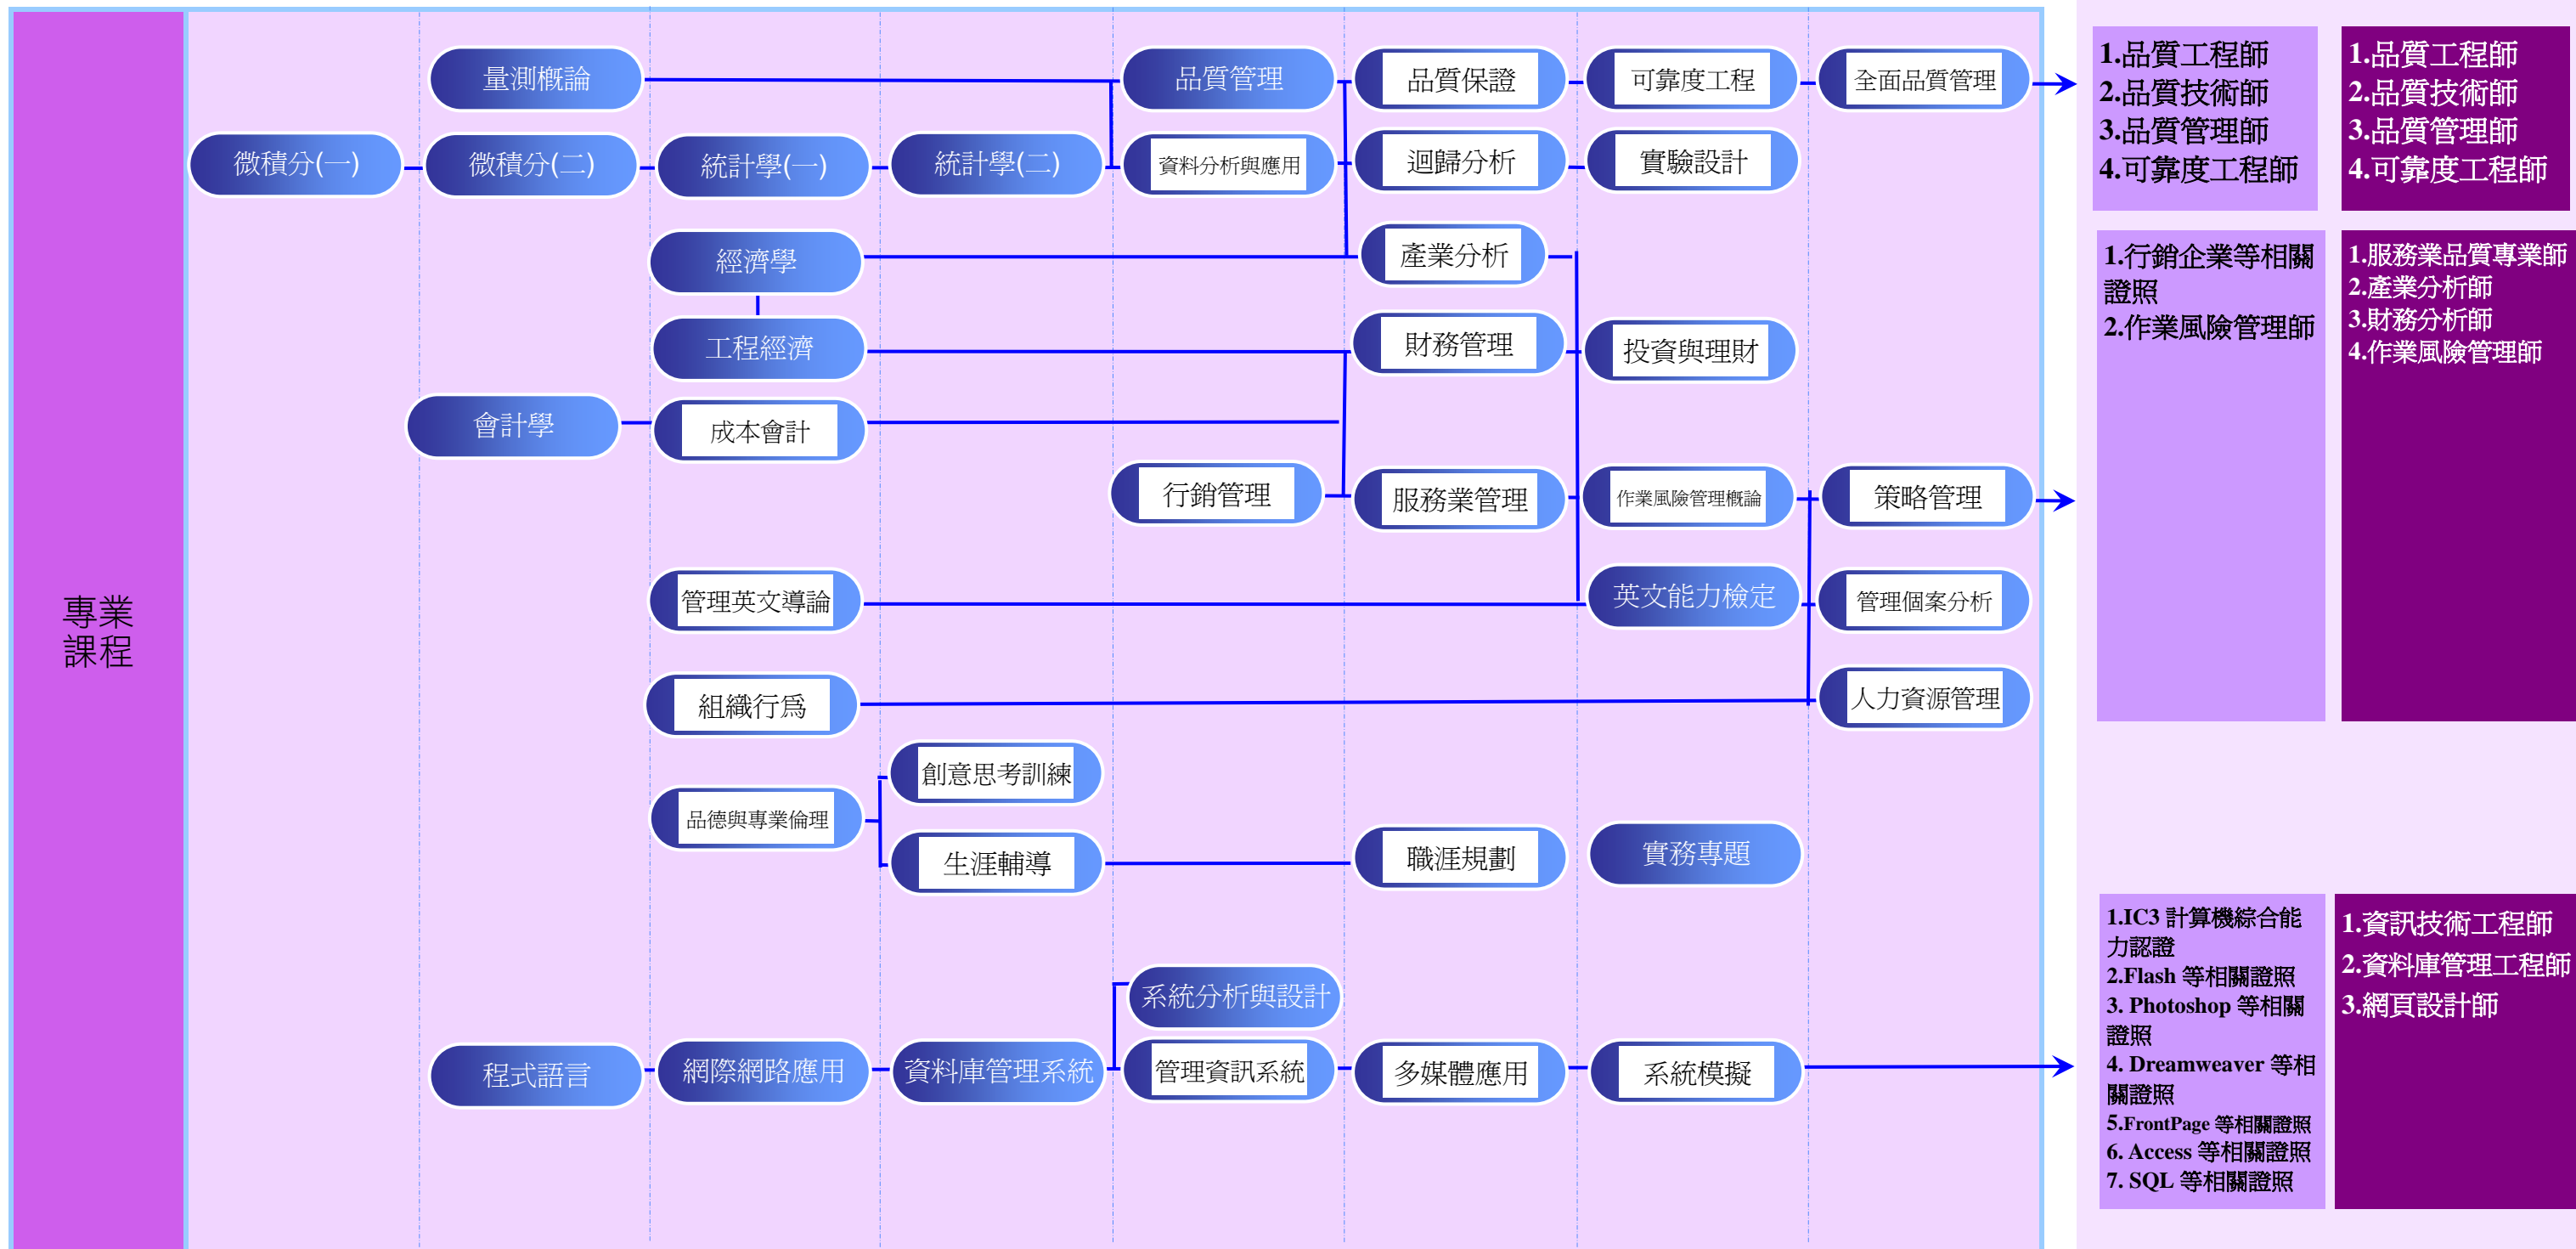 專業
課程
量測概論
品質管理
品質保證
可靠度工程
全面品質管理
微積分(一)
微積分(二)
統計學(一)
統計學(二)
資料分析與應用
迴歸分析
實驗設計
經濟學
產業分析
工程經濟
財務管理
投資與理財
會計學
成本會計
行銷管理
服務業管理
作業風險管理概論
策略管理
管理英文導論
英文能力檢定
管理個案分析
組織行為
人力資源管理
創意思考訓練
品德與專業倫理
生涯輔導
職涯規劃
實務專題
系統分析與設計
程式語言
網際網路應用
資料庫管理系統
管理資訊系統
多媒體應用
系統模擬
1.品質工程師
2.品質技術師
3.品質管理師
4.可靠度工程師
1.品質工程師
2.品質技術師
3.品質管理師
4.可靠度工程師
1.行銷企業等相關
證照
2.作業風險管理師
1.服務業品質專業師
2.產業分析師
3.財務分析師
4.作業風險管理師
1.IC3 計算機綜合能
力認證
2.Flash 等相關證照
3. Photoshop 等相關
證照
4. Dreamweaver 等相
關證照
5.FrontPage 等相關證照
6. Access 等相關證照
7. SQL 等相關證照
1.資訊技術工程師
2.資料庫管理工程師
3.網頁設計師